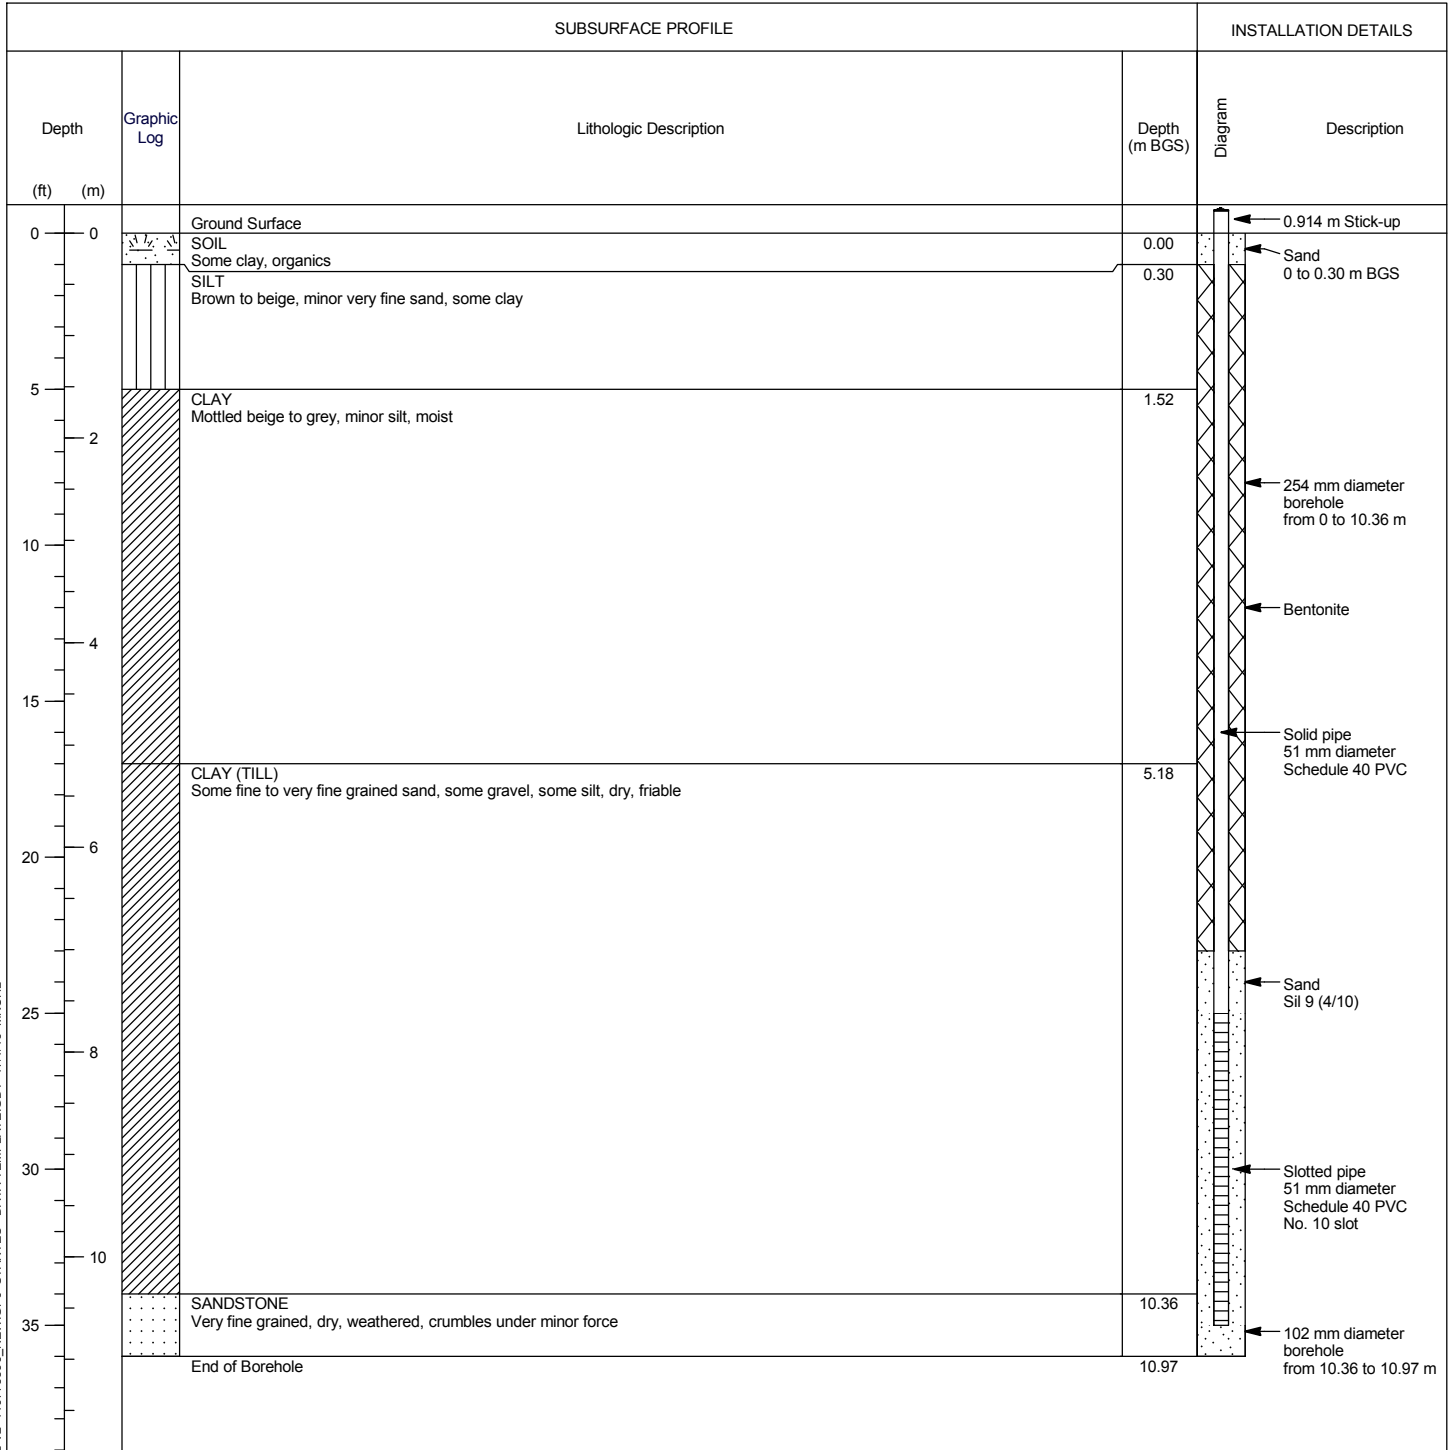 SUBSURFACE PROFILE
INSTALLATION DETAILS
Depth
Graphic
Log
Lithologic Description
Depth
(m BGS)
Diagram
Description
(ft) (m)
Ground Surface
0.914 m Stick-up
0 0
SOIL
0.00
Some clay, organics
Sand
0 to 0.30 m BGS
SILT
0.30
Brown to beige, minor very fine sand, some clay
5
CLAY
1.52
Mottled beige to grey, minor silt, moist
2
254 mm diameter
borehole
from 0 to 10.36 m
10
Bentonite
4
15
Solid pipe
51 mm diameter
Schedule 40 PVC
CLAY (TILL)
5.18
Some fine to very fine grained sand, some gravel, some silt, dry, friable
6
20
Sand
Sil 9 (4/10)
25
8
30
Slotted pipe
51 mm diameter
Schedule 40 PVC
No. 10 slot
10
SANDSTONE
10.36
Very fine grained, dry, weathered, crumbles under minor force
35
102 mm diameter
borehole
from 10.36 to 10.97 m
End of Borehole
10.97